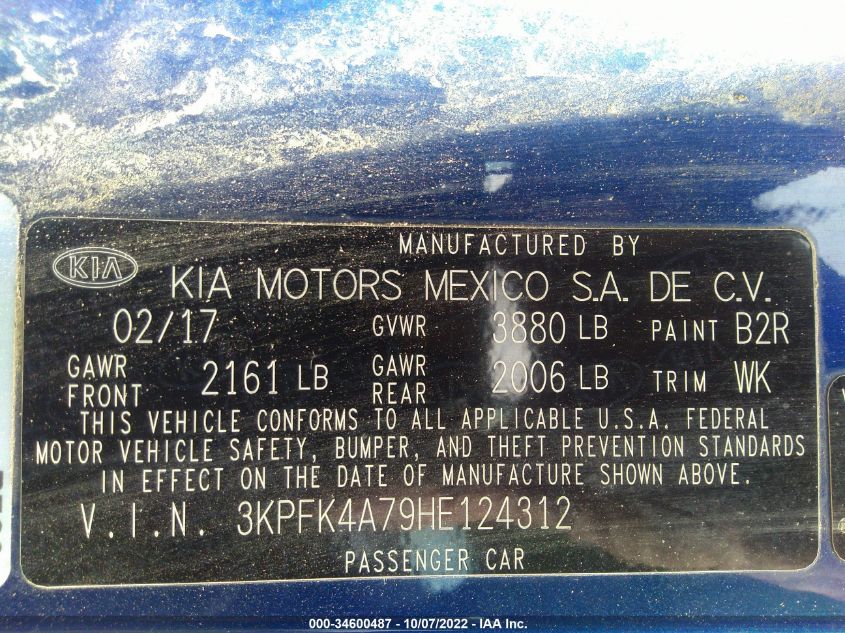 MANUFACTURED BY
KIA
KIA MOTORS MEXICO S.A. DE C.V.
02/17 GVWR 3880 LB PAINT B2R
GAWR FRONT 2161 LB GAWR REAR 2006 LB TRIM WK
THIS VEHICLE CONFORMS TO ALL APPLICABLE U.S.A. FEDERAL
MOTOR VEHICLE SAFETY, BUMPER, AND THEFT PREVENTION STANDARDS
IN EFFECT ON THE DATE OF MANUFACTURE SHOWN ABOVE.
V.I.N. 3KPFK4A79HE124312
PASSENGER CAR
000-34600487 - 10/07/2022 - IAA Inc.